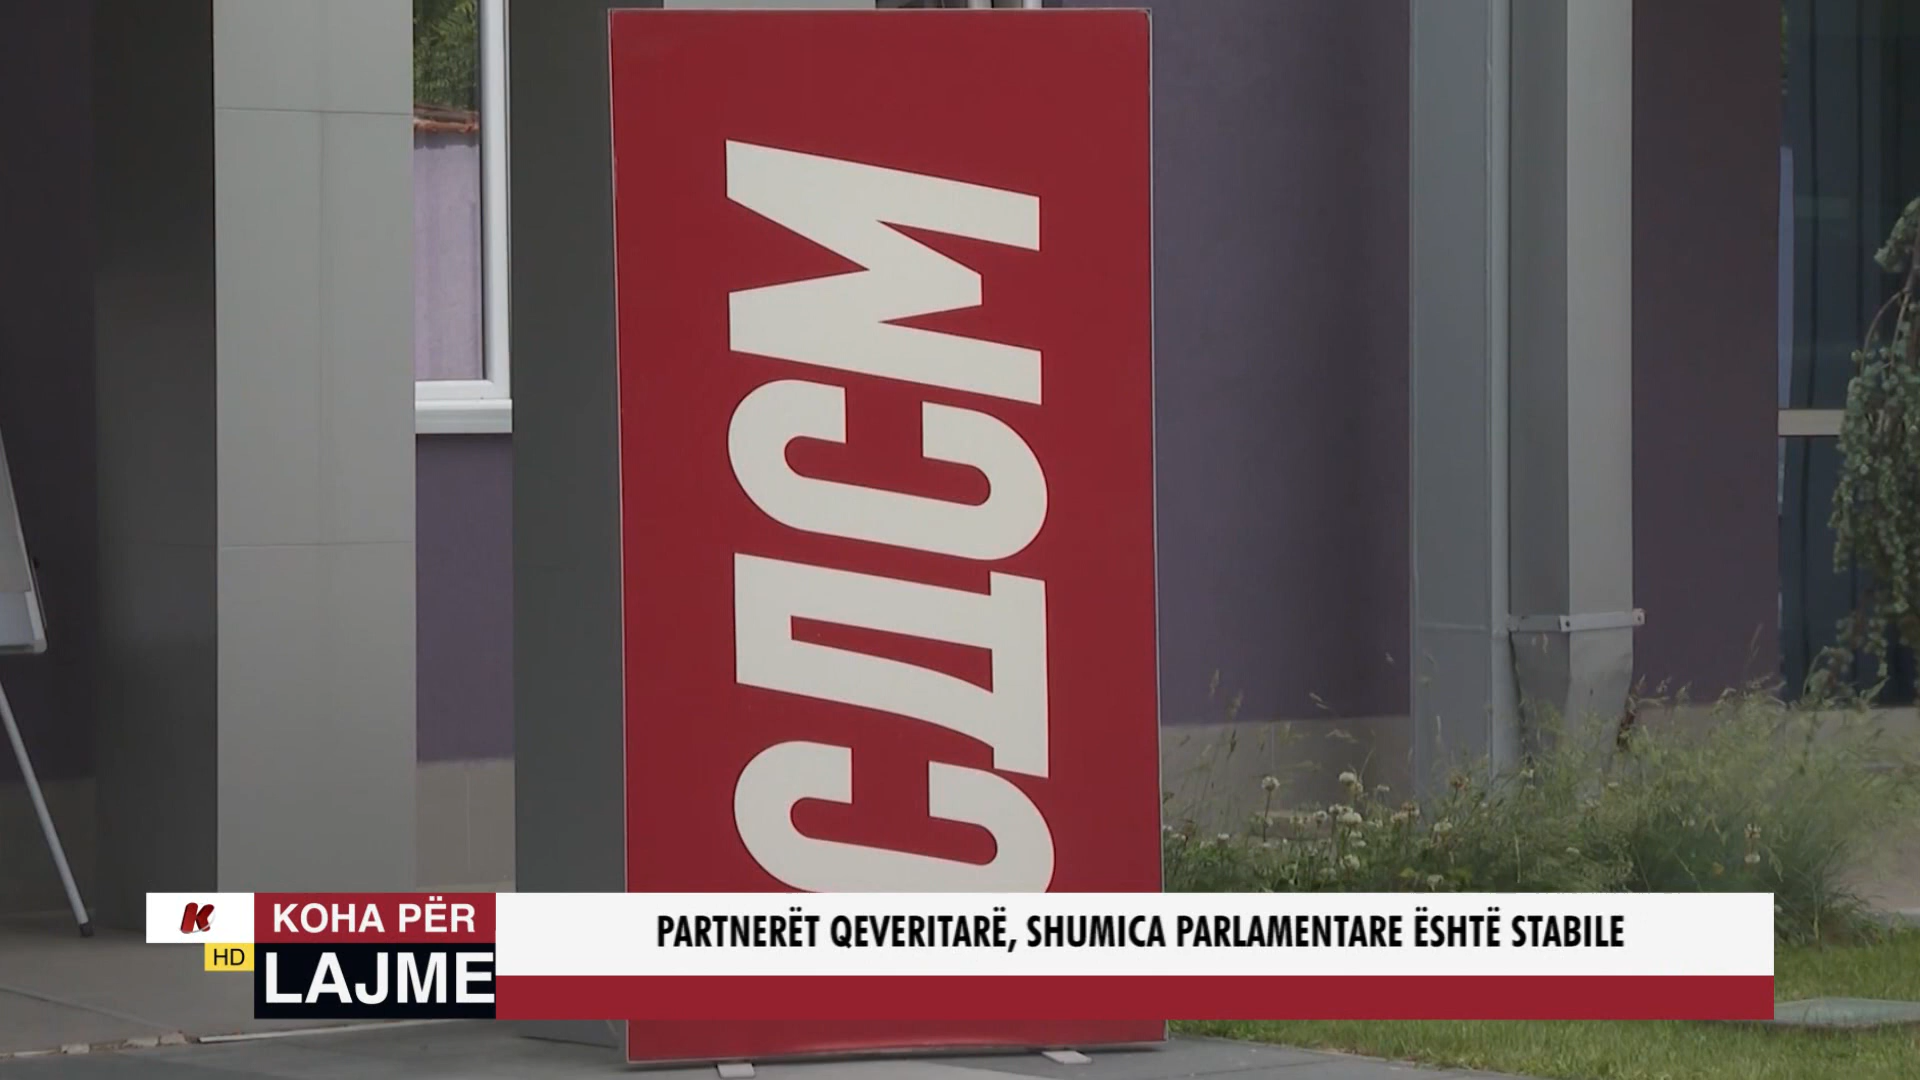 СДСМ
K
HD
KOHA PËR
LAJME
PARTNERËT QEVERITARË, SHUMICA PARLAMENTARE ËSHTË STABILE